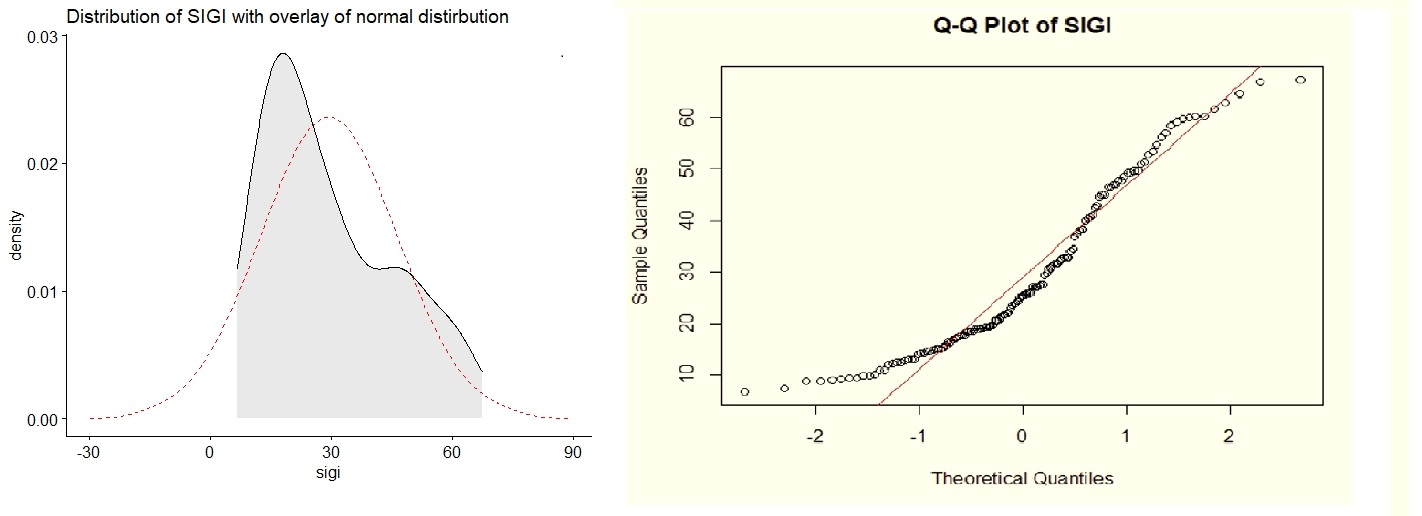 Distribution of SIGI with overlay of normal distirbution
0.03
0.02
0.01
0.00
density
-30 0 30 60 90
sigi
Q-Q Plot of SIGI
60
50
40
30
20
10
Sample Quantiles
-2 -1 0 1 2
Theoretical Quantiles